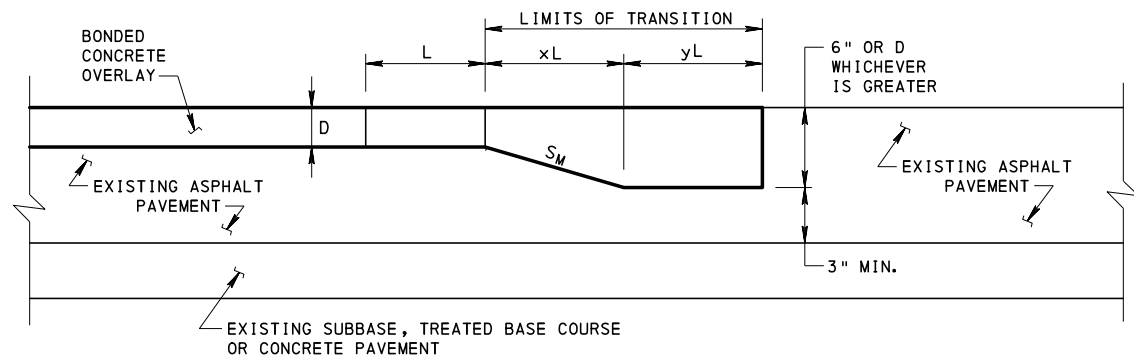 LIMITS OF TRANSITION
BONDED
CONCRETE
OVERLAY
L
xL
yL
6" OR D
WHICHEVER
IS GREATER
D
SM
EXISTING ASPHALT
PAVEMENT
EXISTING ASPHALT
PAVEMENT
3" MIN.
EXISTING SUBBASE, TREATED BASE COURSE
OR CONCRETE PAVEMENT